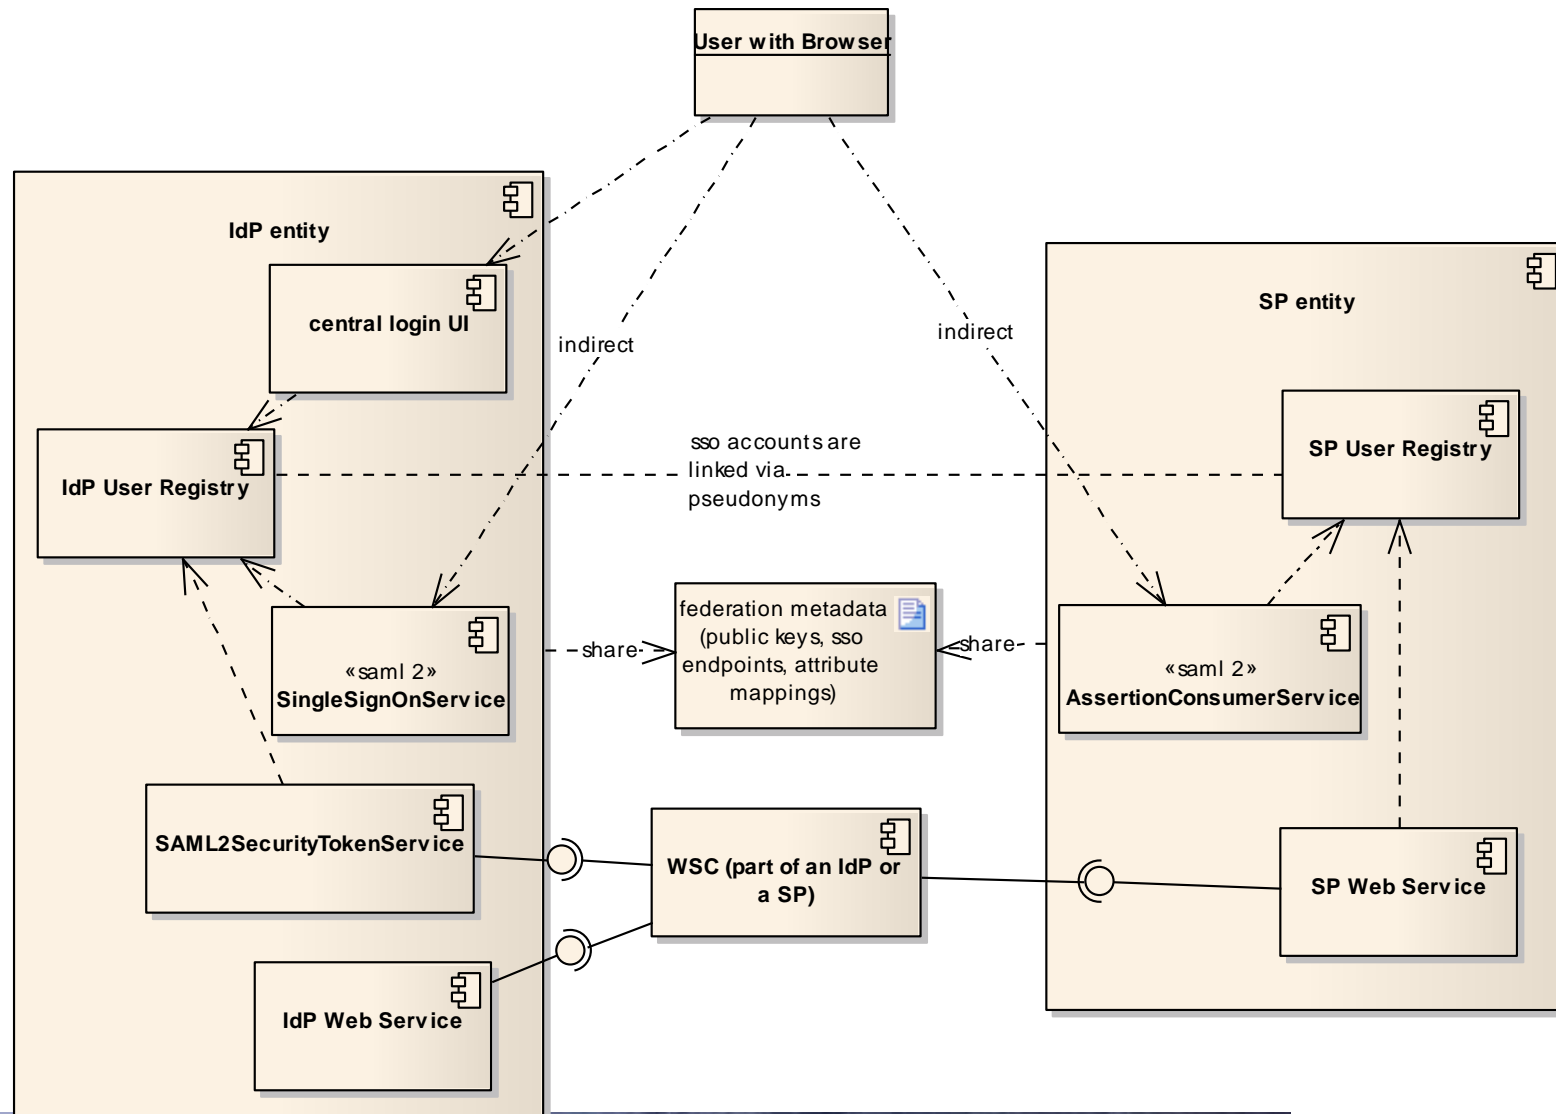 User with Browser
IdP entity
central login UI
SP entity
indirect
indirect
IdP User Registry
sso accounts are
linked via
pseudonyms
SP User Registry
federation metadata
(public keys, sso
endpoints, attribute
mappings)
share
share
«saml 2»
SingleSignOnService
«saml 2»
AssertionConsumerService
SAML2SecurityTokenService
WSC (part of an IdP or
a SP)
SP Web Service
IdP Web Service